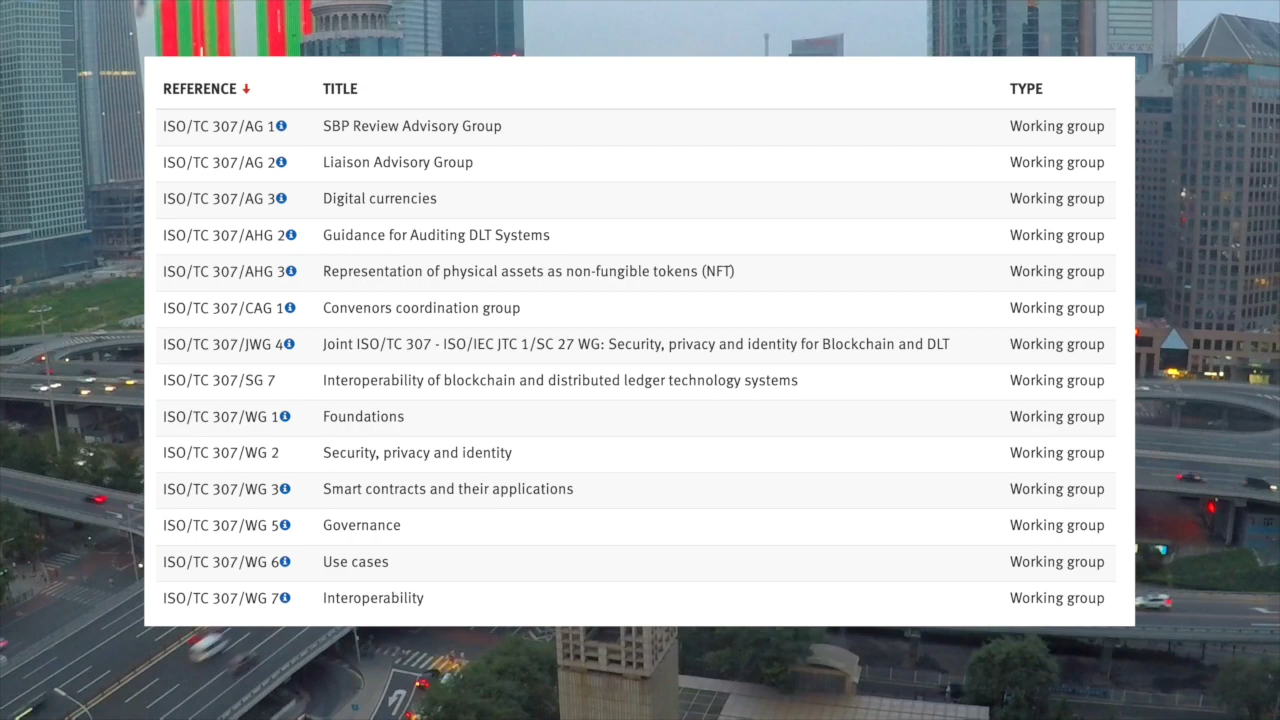 REFERENCE TITLE TYPE
ISO/TC 307/AG 1 SBP Review Advisory Group Working group
ISO/TC 307/AG 2 Liaison Advisory Group Working group
ISO/TC 307/AG 3 Digital currencies Working group
ISO/TC 307/AHG 2 Guidance for Auditing DLT Systems Working group
ISO/TC 307/AHG 3 Representation of physical assets as non-fungible tokens (NFT) Working group
ISO/TC 307/CAG 1 Convenors coordination group Working group
ISO/TC 307/JWG 4 Joint ISO/TC 307 - ISO/IEC JTC 1/SC 27 WG: Security, privacy and identity for Blockchain and DLT Working group
ISO/TC 307/SG 7 Interoperability of blockchain and distributed ledger technology systems Working group
ISO/TC 307/WG 1 Foundations Working group
ISO/TC 307/WG 2 Security, privacy and identity Working group
ISO/TC 307/WG 3 Smart contracts and their applications Working group
ISO/TC 307/WG 5 Governance Working group
ISO/TC 307/WG 6 Use cases Working group
ISO/TC 307/WG 7 Interoperability Working group